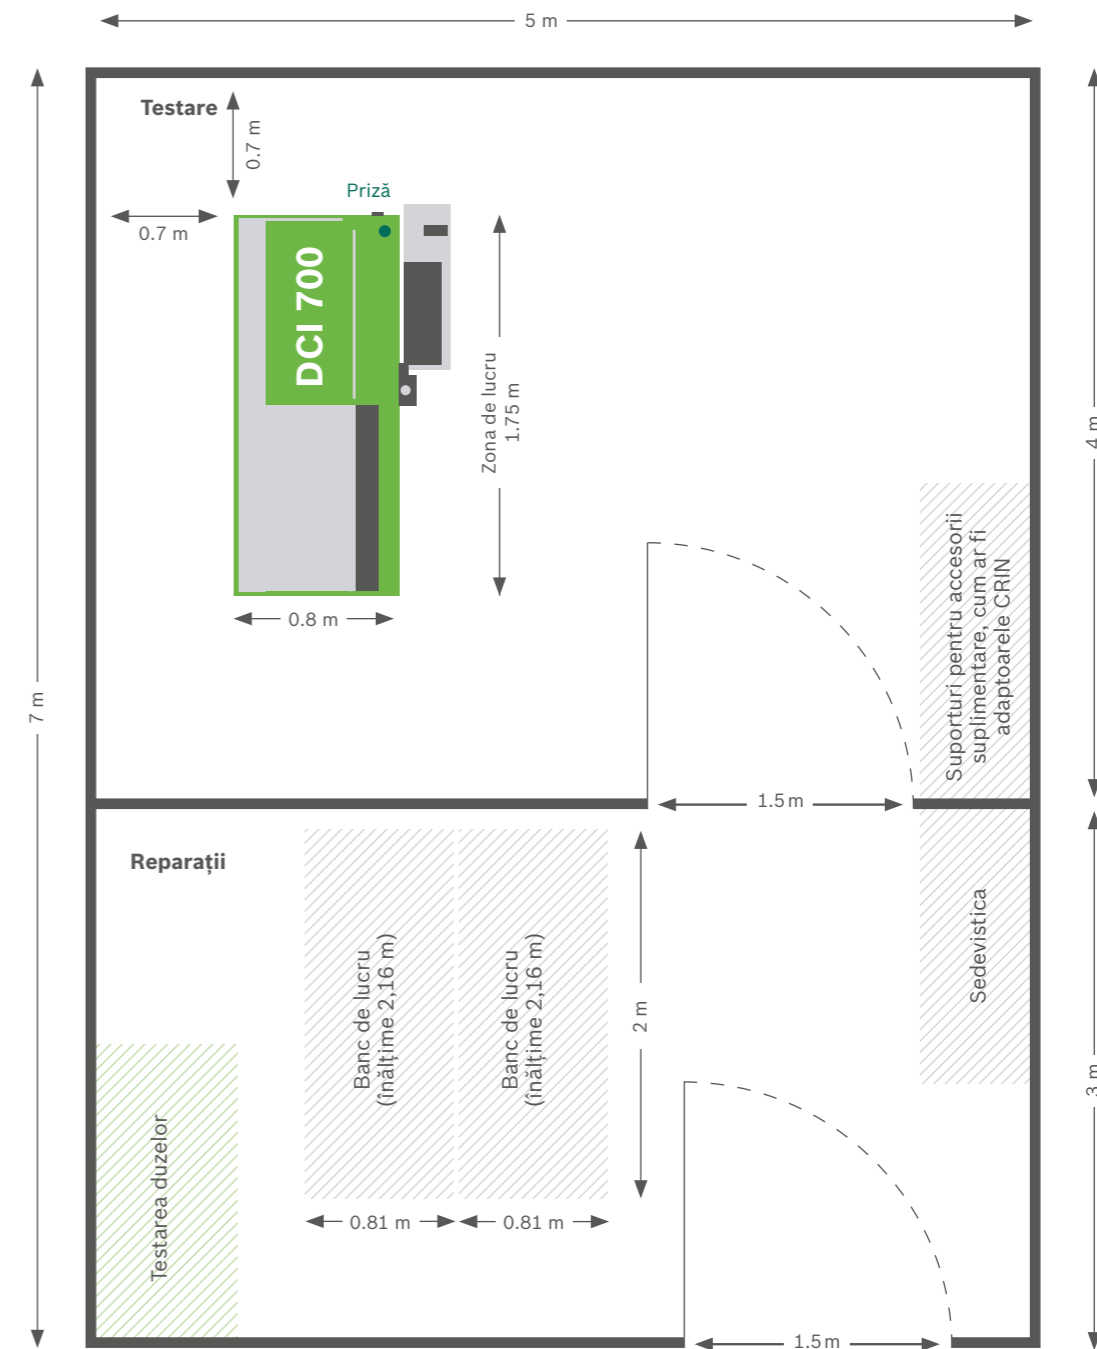 5 m
Testare
0.7 m
Priză
0.7 m
DCI 700
Zona de lucru
1.75 m
0.8 m
7 m
4 m
Suporturi pentru accesorii
suplimentare, cum ar fi
adaptoarele CRIN
1.5 m
Reparații
Banc de lucru
(înălțime 2,16 m)
Banc de lucru
(înălțime 2,16 m)
2 m
Sedevistica
3 m
Testarea duzelor
0.81 m
0.81 m
1.5 m